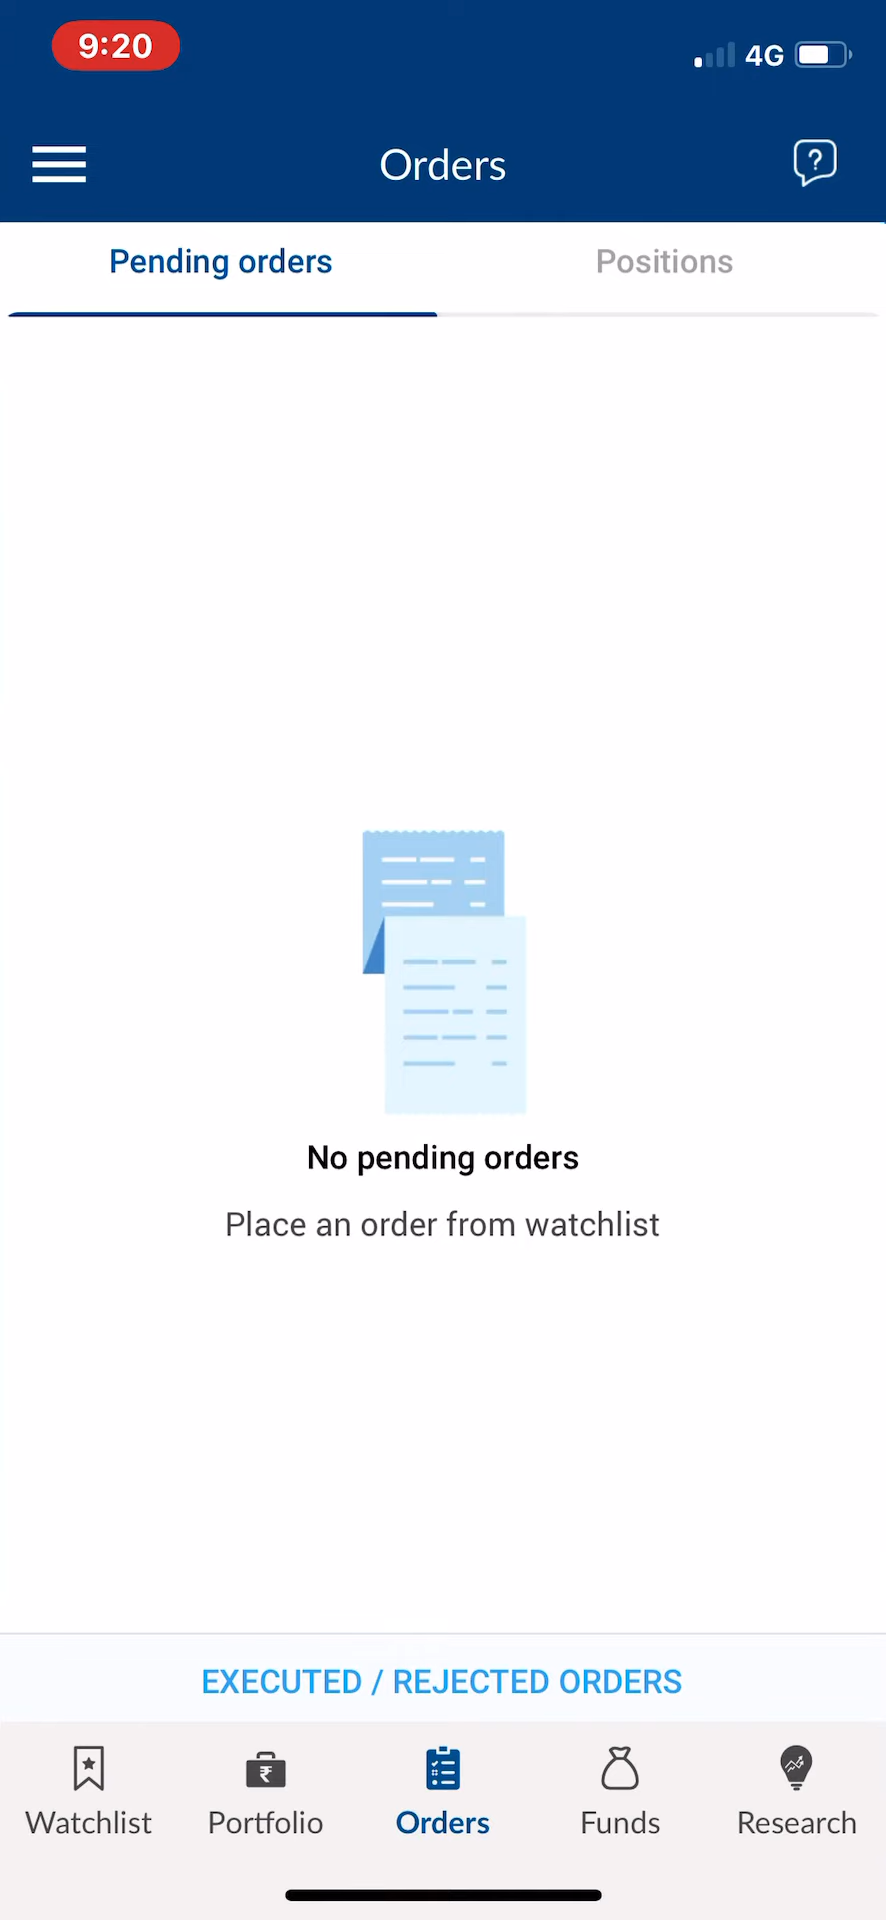 9:20
4G
Orders
Pending orders
Positions
No pending orders
Place an order from watchlist
EXECUTED / REJECTED ORDERS
Watchlist
Portfolio
Orders
Funds
Research